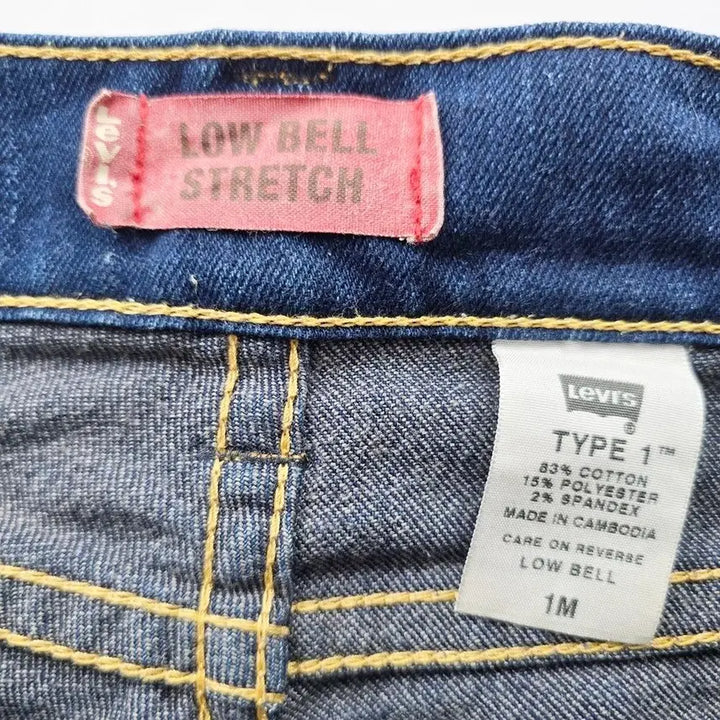 Levi's
LOW BELL
STRETCH
LEVI'S
®
TYPE 1™
83% COTTON
15% POLYESTER
2% SPANDEX
MADE IN CAMBODIA
CARE ON REVERSE
LOW BELL
1M